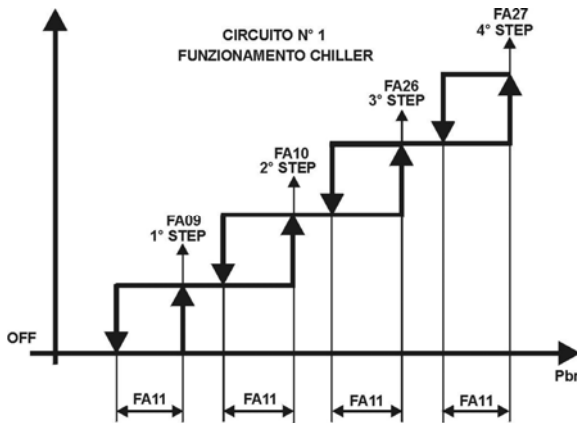 CIRCUITO N° 1
FUNZIONAMENTO CHILLER
FA27
4° STEP
FA26
3° STEP
FA10
2° STEP
FA09
1° STEP
OFF
Pbr
FA11
FA11
FA11
FA11